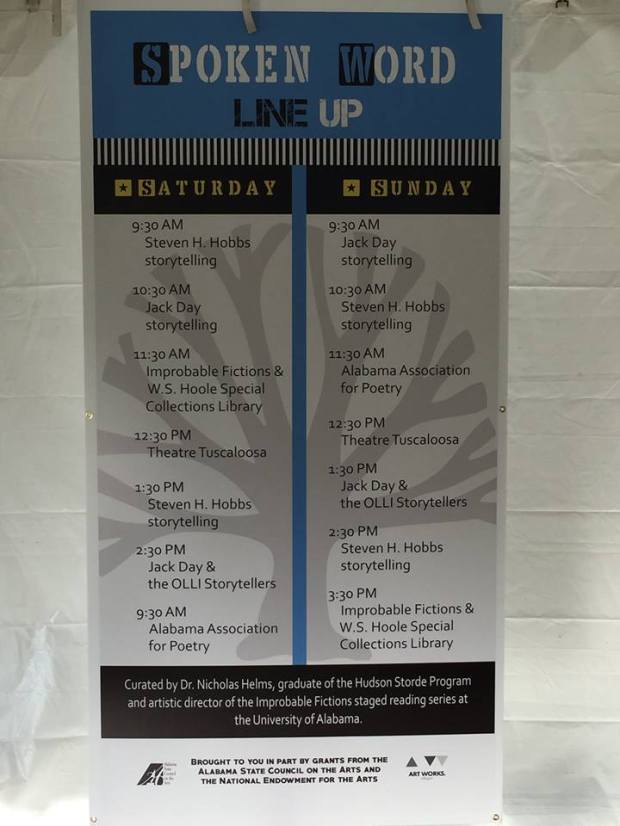 SPOKEN WORD
LINE UP
SATURDAY
9:30 AM
Steven H. Hobbs
storytelling
10:30 AM
Jack Day
storytelling
11:30 AM
Improbable Fictions &
W.S. Hoole Special
Collections Library
12:30 PM
Theatre Tuscaloosa
1:30 PM
Steven H. Hobbs
storytelling
2:30 PM
Jack Day &
the OLLI Storytellers
9:30 AM
Alabama Association
for Poetry
SUNDAY
9:30 AM
Jack Day
storytelling
10:30 AM
Steven H. Hobbs
storytelling
11:30 AM
Alabama Association
for Poetry
12:30 PM
Theatre Tuscaloosa
1:30 PM
Jack Day &
the OLLI Storytellers
2:30 PM
Steven H. Hobbs
storytelling
3:30 PM
Improbable Fictions &
W.S. Hoole Special
Collections Library
Curated by Dr. Nicholas Helms, graduate of the Hudson Storde Program
and artistic director of the Improbable Fictions staged reading series at
the University of Alabama.
Alabama
State
Council
on the
Arts
BROUGHT TO YOU IN PART BY GRANTS FROM THE
ALABAMA STATE COUNCIL ON THE ARTS AND
THE NATIONAL ENDOWMENT FOR THE ARTS
ART WORKS.